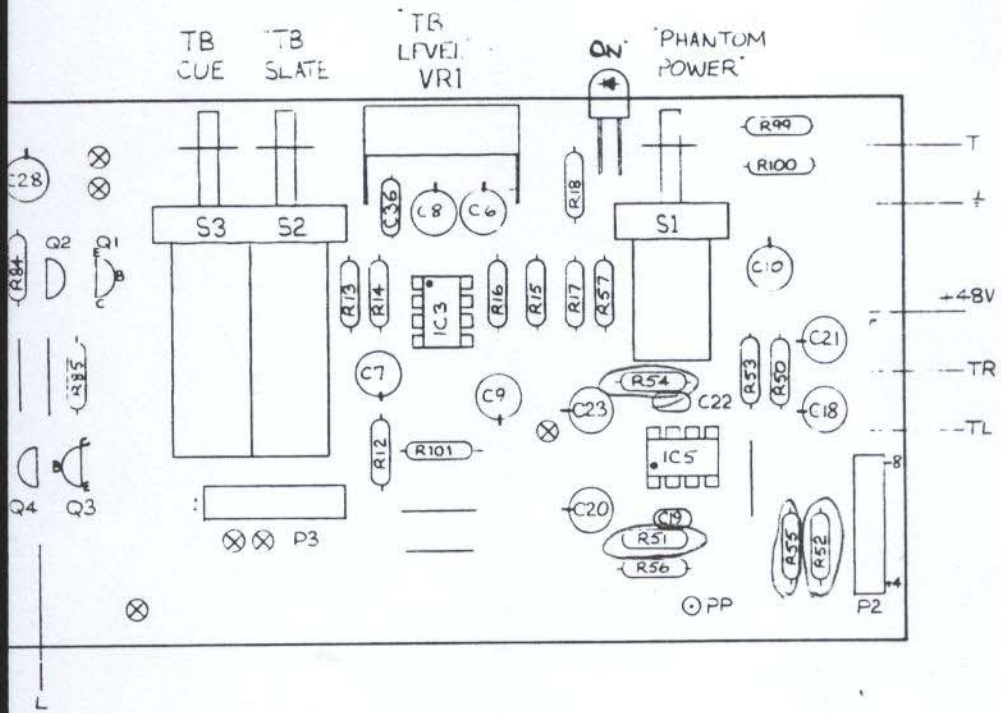 TB
CUE
TB
SLATE
TB
LEVEL
VR1
ON
PHANTOM
POWER
R99
T
R100
C28
C36
C8
C6
R18
⏚
S3
S2
S1
Q2
Q1
E
B
C
R84
R13
R14
IC3
R16
R15
R17
R57
C10
+48V
R85
C7
C9
C23
R54
C22
R53
R50
C21
TR
C18
TL
R12
R101
IC5
Q4
Q3
B
P3
C20
C19
R51
R56
PP
R55
R52
8
4
P2
L